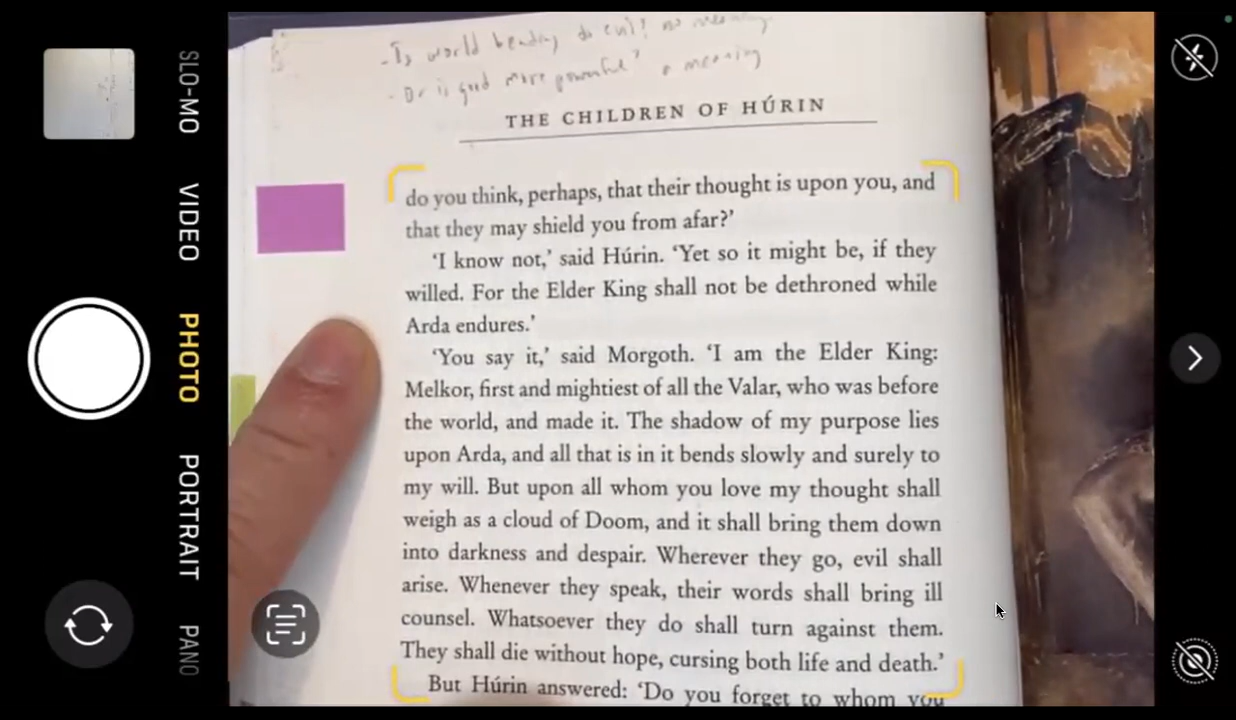 - Is world bending to evil? no meaning
- Or is good more powerful? meaning
THE CHILDREN OF HÚRIN
do you think, perhaps, that their thought is upon you, and
that they may shield you from afar?’
‘I know not,’ said Húrin. ‘Yet so it might be, if they
willed. For the Elder King shall not be dethroned while
Arda endures.’
‘You say it,’ said Morgoth. ‘I am the Elder King:
Melkor, first and mightiest of all the Valar, who was before
the world, and made it. The shadow of my purpose lies
upon Arda, and all that is in it bends slowly and surely to
my will. But upon all whom you love my thought shall
weigh as a cloud of Doom, and it shall bring them down
into darkness and despair. Wherever they go, evil shall
arise. Whenever they speak, their words shall bring ill
counsel. Whatsoever they do shall turn against them.
They shall die without hope, cursing both life and death.’
But Húrin answered: ‘Do you forget to whom you
SLO-MO
VIDEO
PHOTO
PORTRAIT
PANO